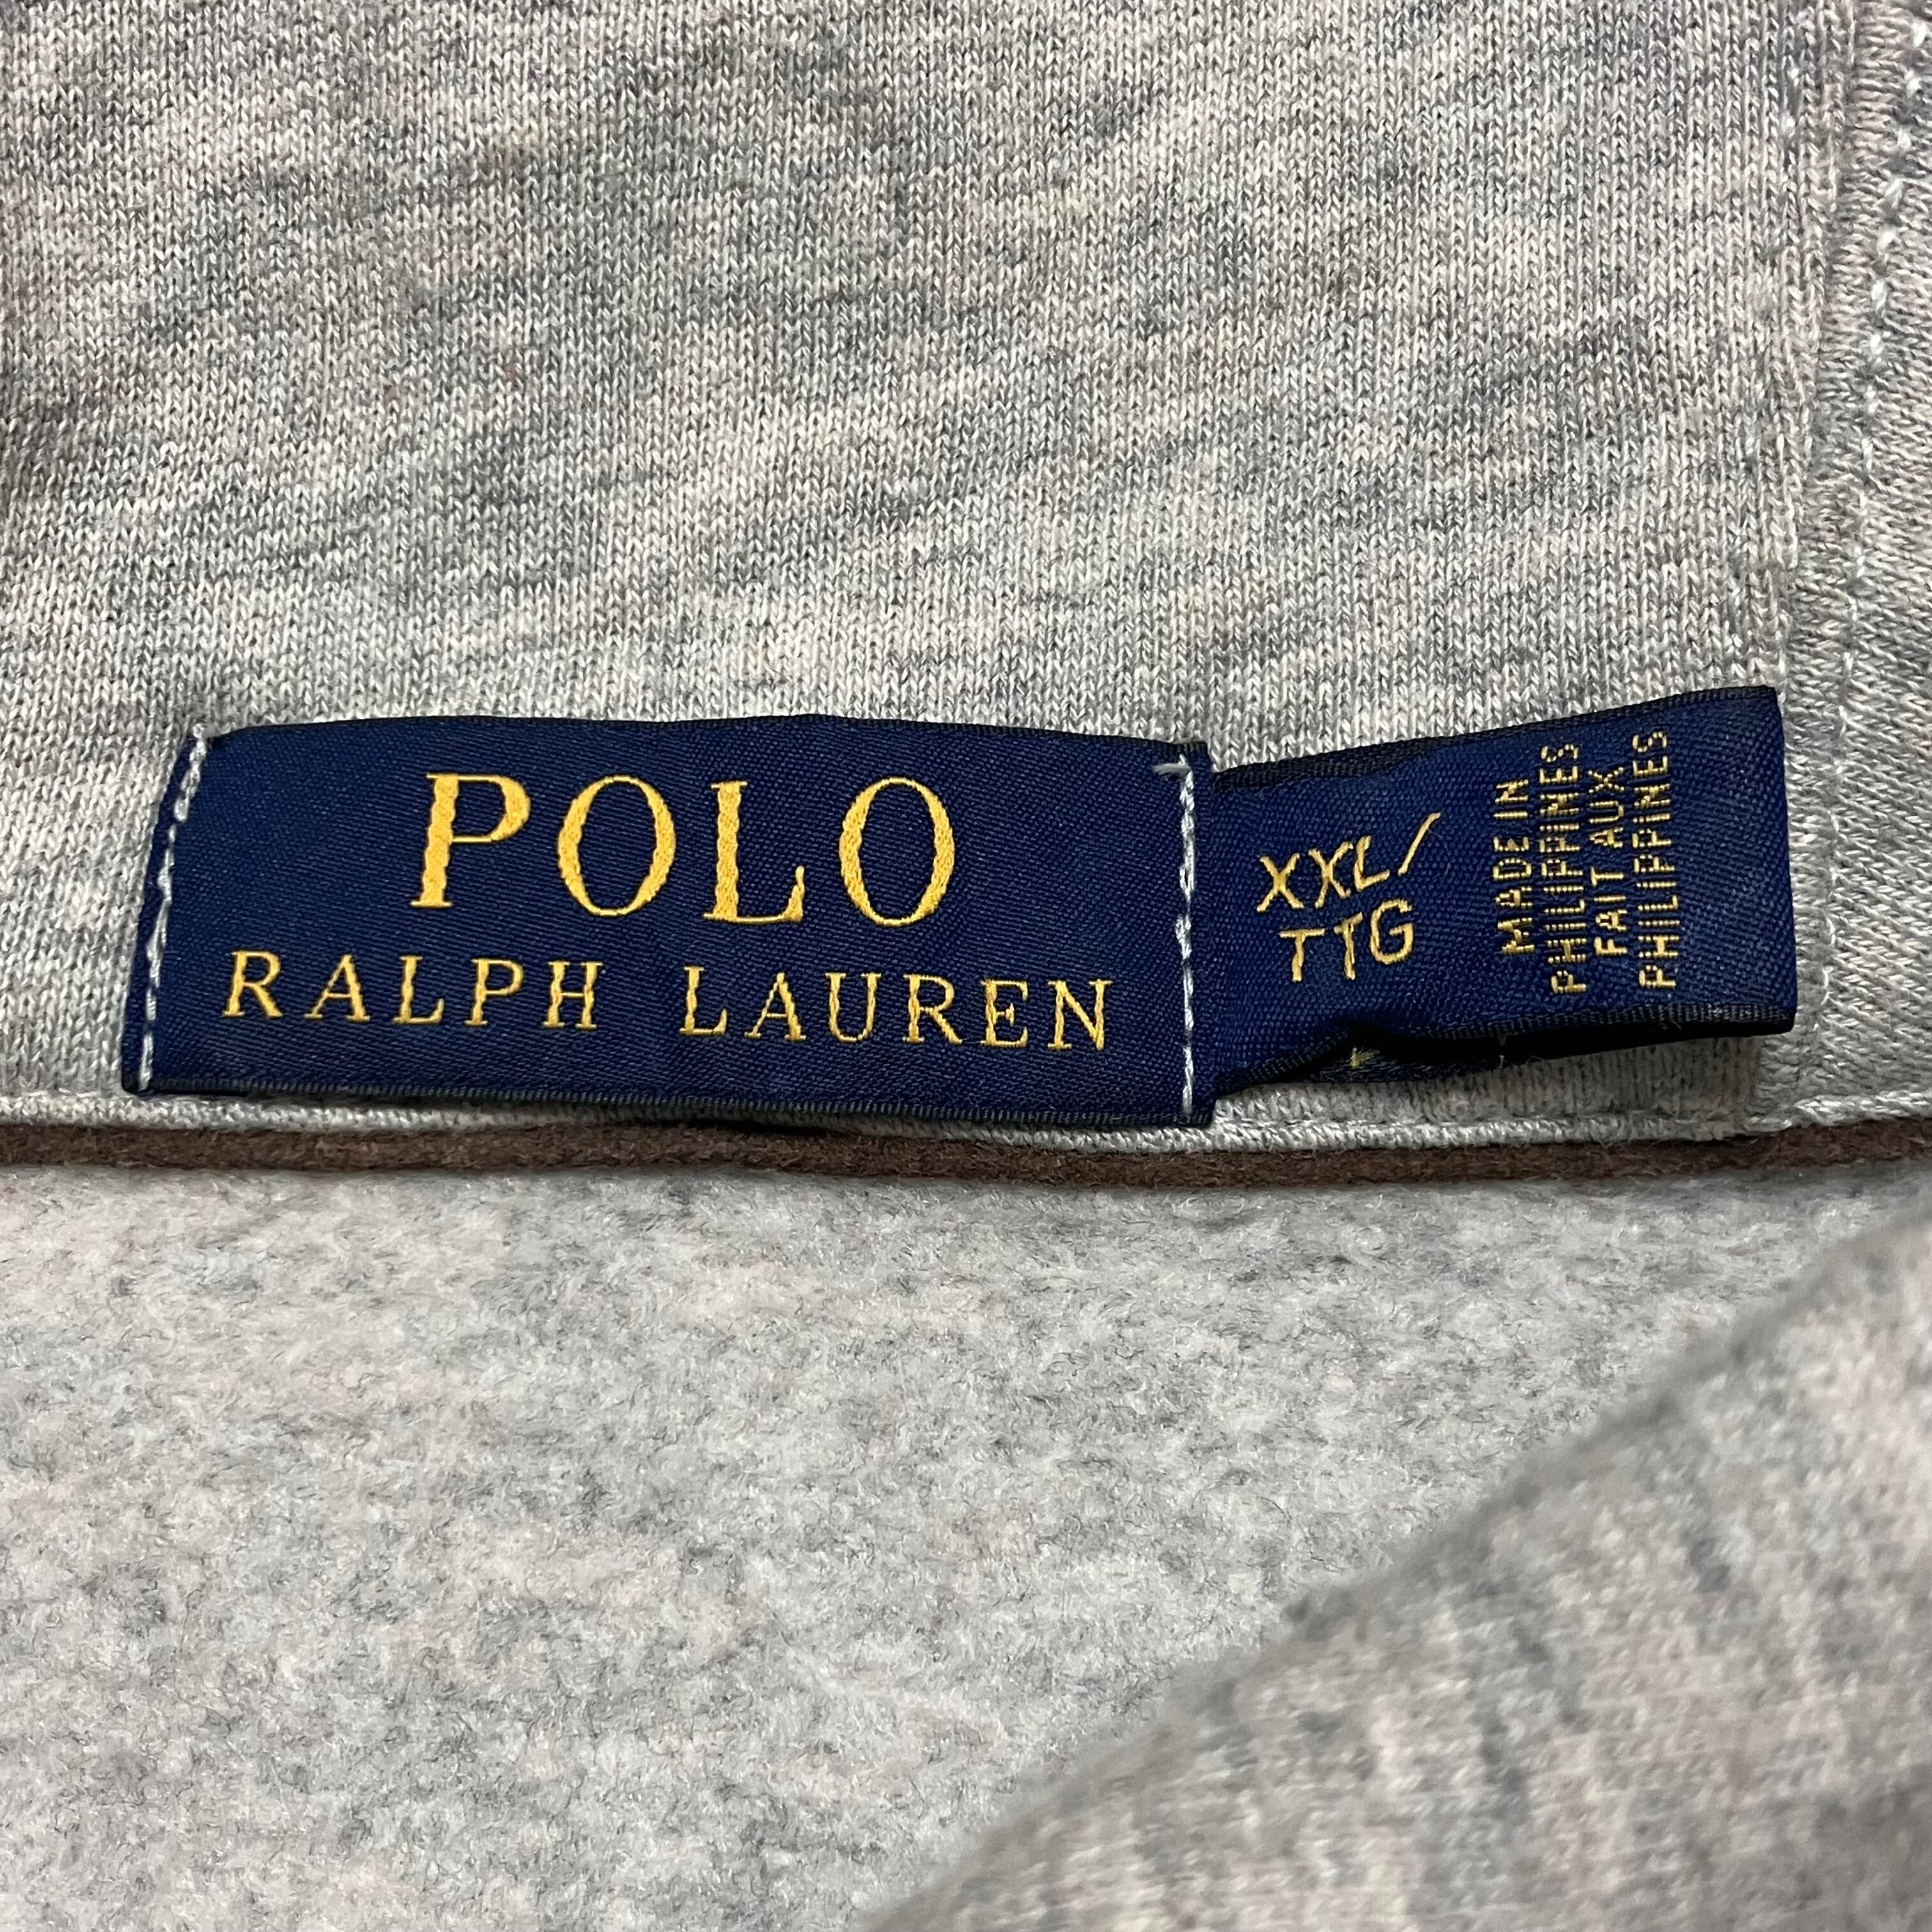 POLO
RALPH LAUREN
XXL/
TTG
MADE IN
PHILIPPINES
FAIT AUX
PHILIPPINES